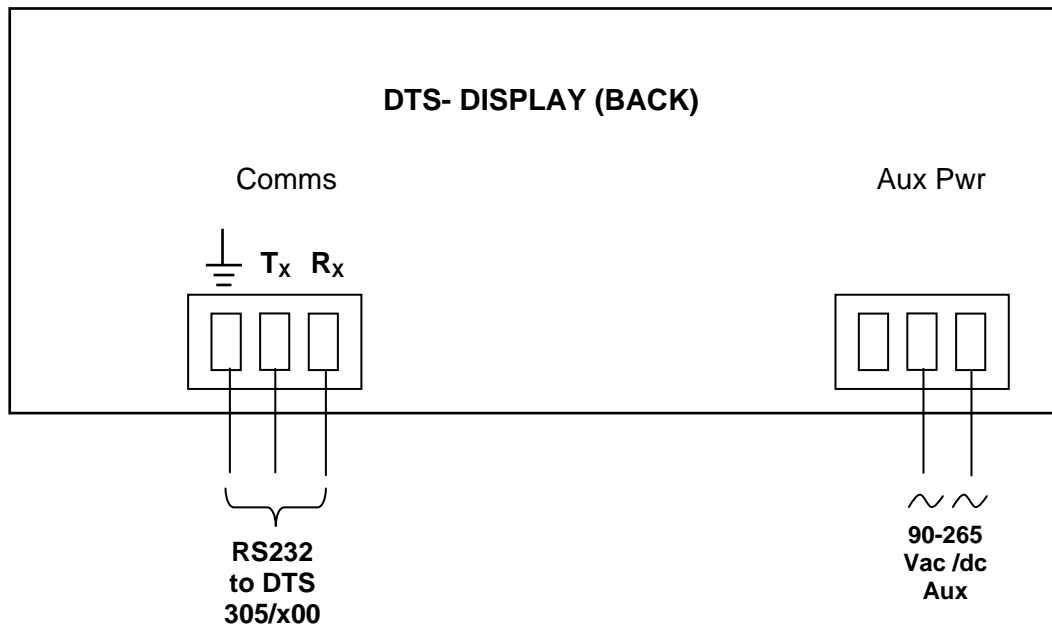 DTS- DISPLAY (BACK)
Comms
Aux Pwr
TX RX
RS232
to DTS
305/x00
90-265
Vac /dc
Aux